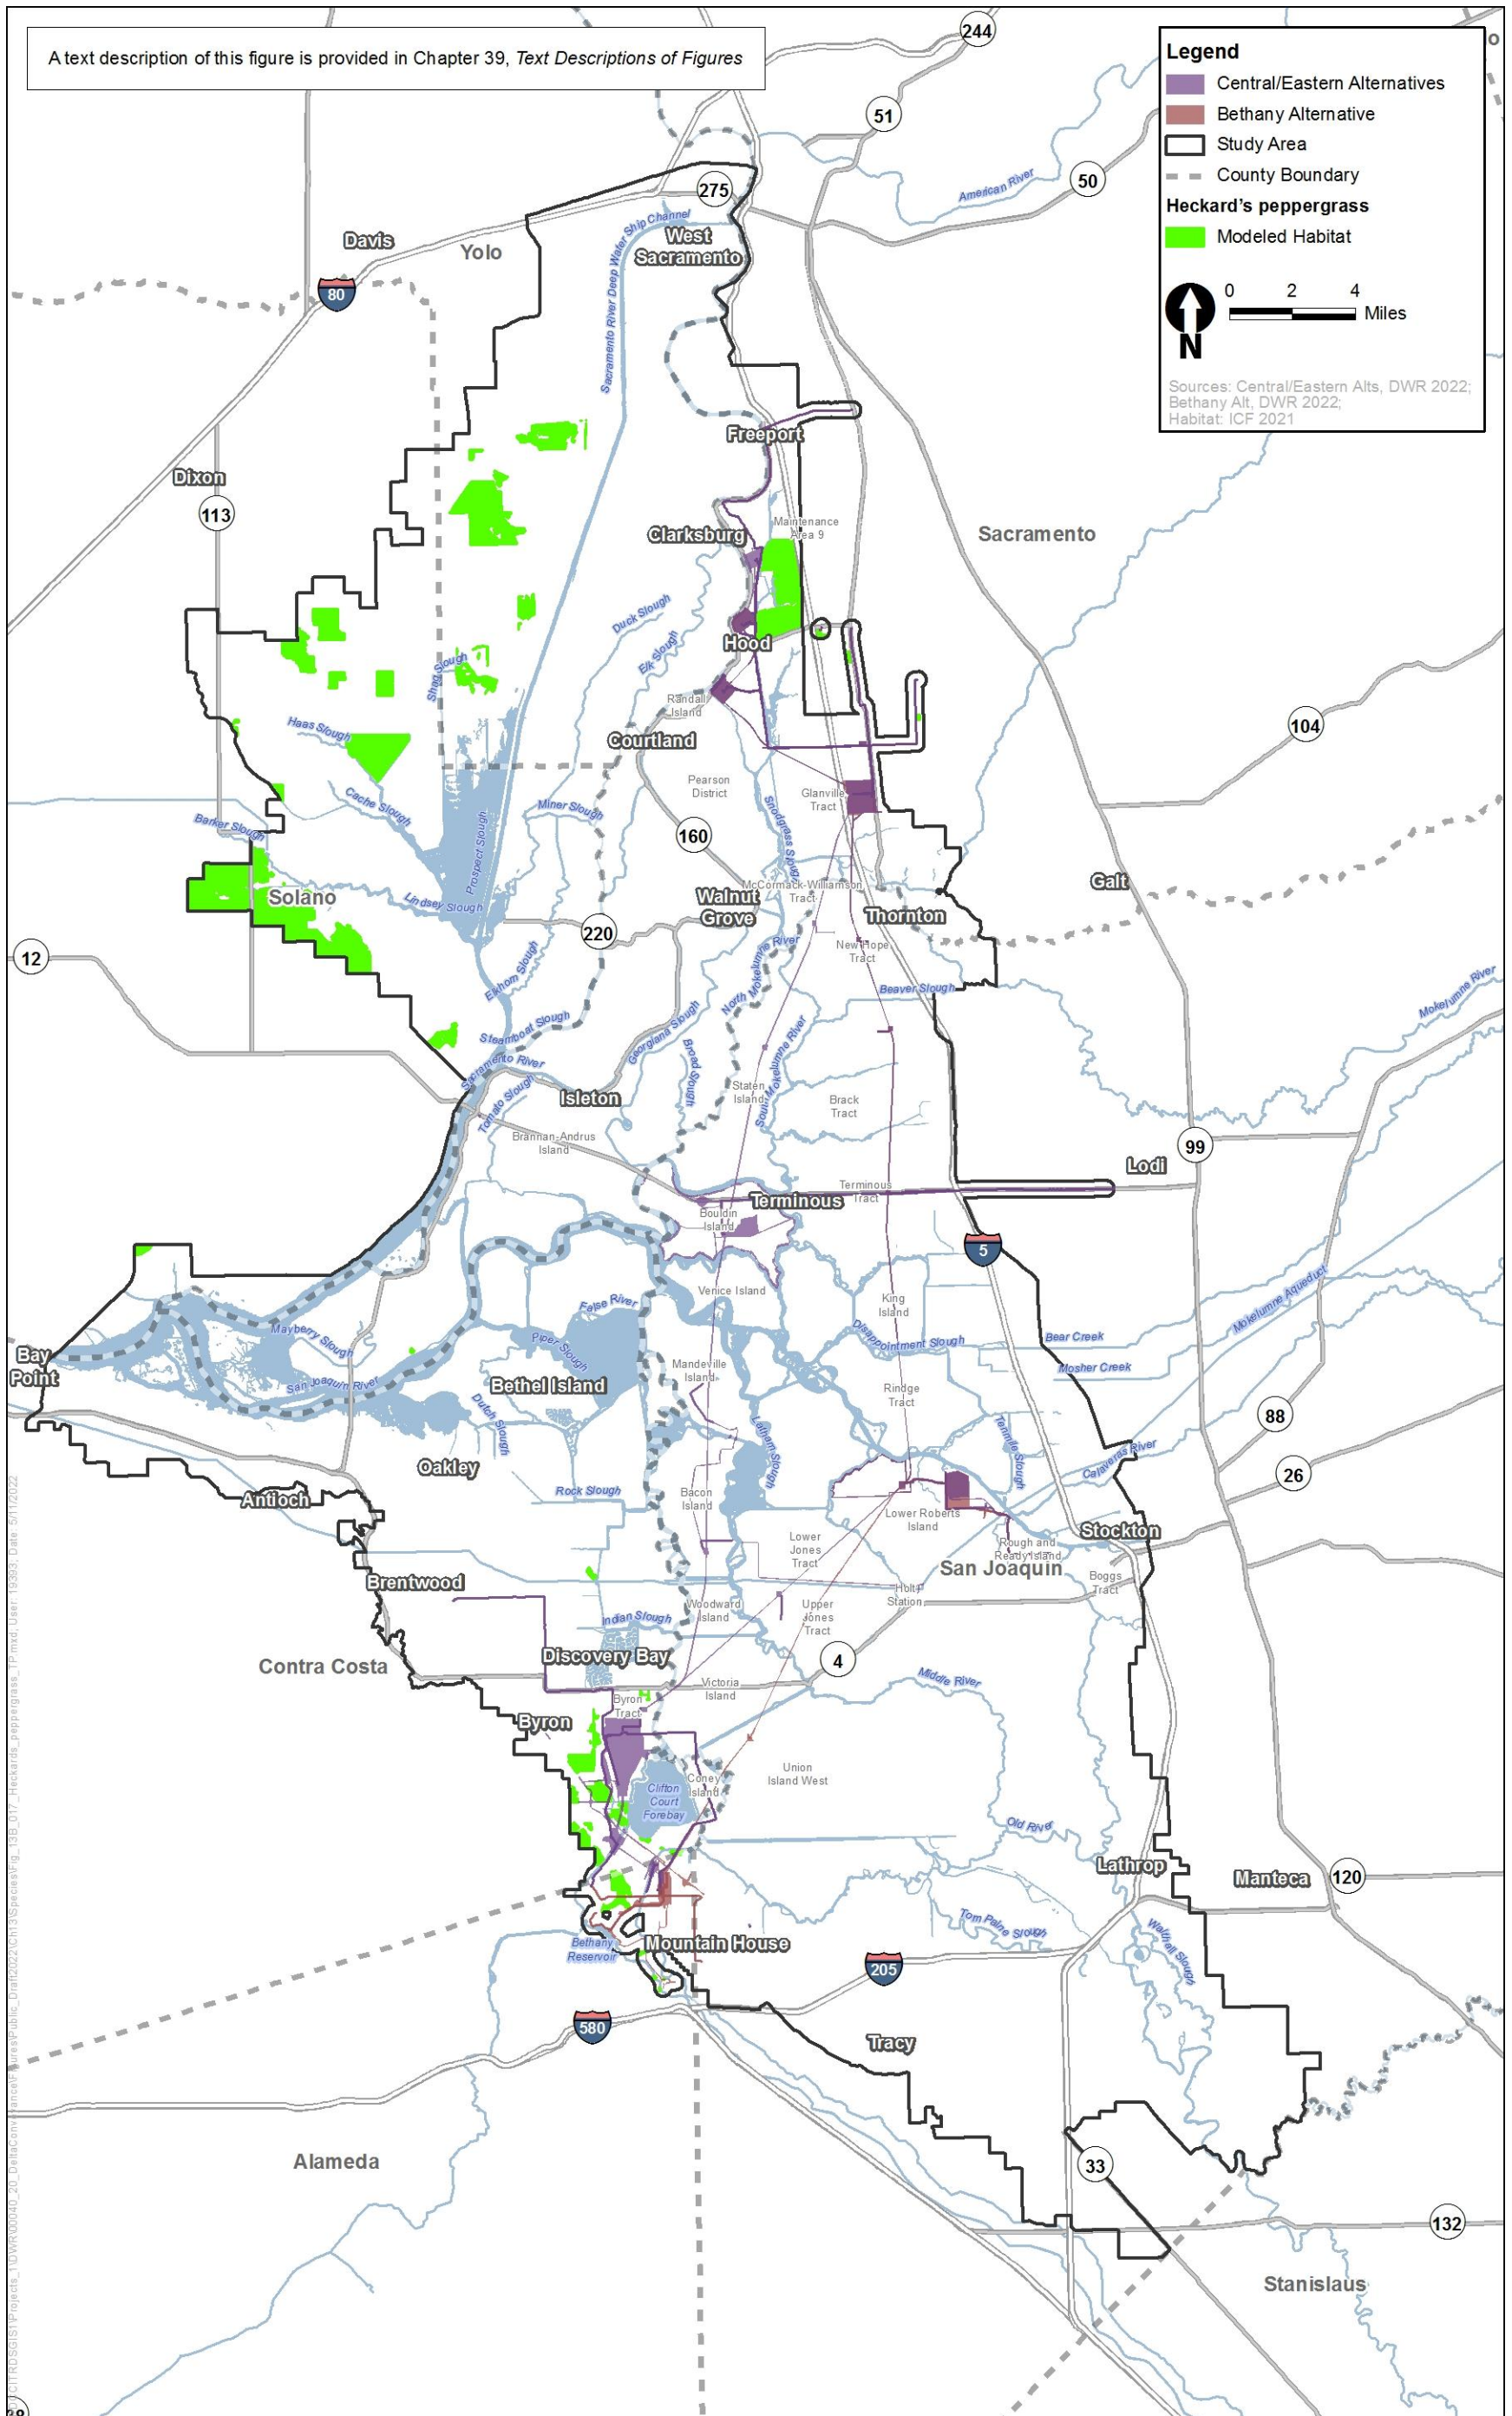 A text description of this figure is provided in Chapter 39, Text Descriptions of Figures
Legend
Central/Eastern Alternatives
Bethany Alternative
Study Area
County Boundary
Heckard's peppergrass
Modeled Habitat
0 2 4
Miles
N
Sources: Central/Eastern Alts, DWR 2022;
Bethany Alt, DWR 2022;
Habitat: ICF 2021
244
51
50
American River
275
Sacramento River Deep Water Ship Channel
West
Sacramento
Davis
Yolo
80
Freeport
Dixon
113
Maintenance
Area 9
Clarksburg
Sacramento
Duck Slough
Elk Slough
Hood
Shag Slough
Randall
Island
Haas Slough
Courtland
104
Pearson
District
Glanville
Tract
Cache Slough
Miner Slough
Snodgrass Slough
Barker Slough
160
Prospect Slough
McCormack-Williamson
Tract
Galt
Solano
Lindsey Slough
Walnut
Grove
Thornton
220
12
New Hope
Tract
North Mokelumne River
Elkhorn Slough
Beaver Slough
Mokelumne River
Steamboat Slough
Georgiana Slough
Broad Slough
South Mokelumne River
Sacramento River
Tomato Slough
Isleton
Staten
Island
Brack
Tract
Brannan-Andrus
Island
99
Lodi
Terminous
Terminous
Tract
Bouldin
Island
5
Venice Island
King
Island
False River
Mokelumne Aqueduct
Mayberry Slough
Piper Slough
Disappointment Slough
Bear Creek
Bay
Point
Mosher Creek
San Joaquin River
Bethel Island
Mandeville
Island
Rindge
Tract
Dutch Slough
Latham Slough
Tenmile Slough
88
Calaveras River
Oakley
26
Antioch
Rock Slough
Bacon
Island
Lower Roberts
Island
Stockton
Lower
Jones
Tract
Rough and
Ready Island
San Joaquin
Brentwood
Boggs
Tract
Holt
Station
Woodward
Island
Upper
Jones
Tract
Indian Slough
Discovery Bay
Contra Costa
4
Middle River
Victoria
Island
Byron
Tract
Byron
Union
Island West
Coney
Island
Clifton
Court
Forebay
Old River
Lathrop
Manteca
120
Tom Paine Slough
Walthall Slough
Bethany
Reservoir
Mountain House
205
580
Tracy
Alameda
33
132
Stanislaus